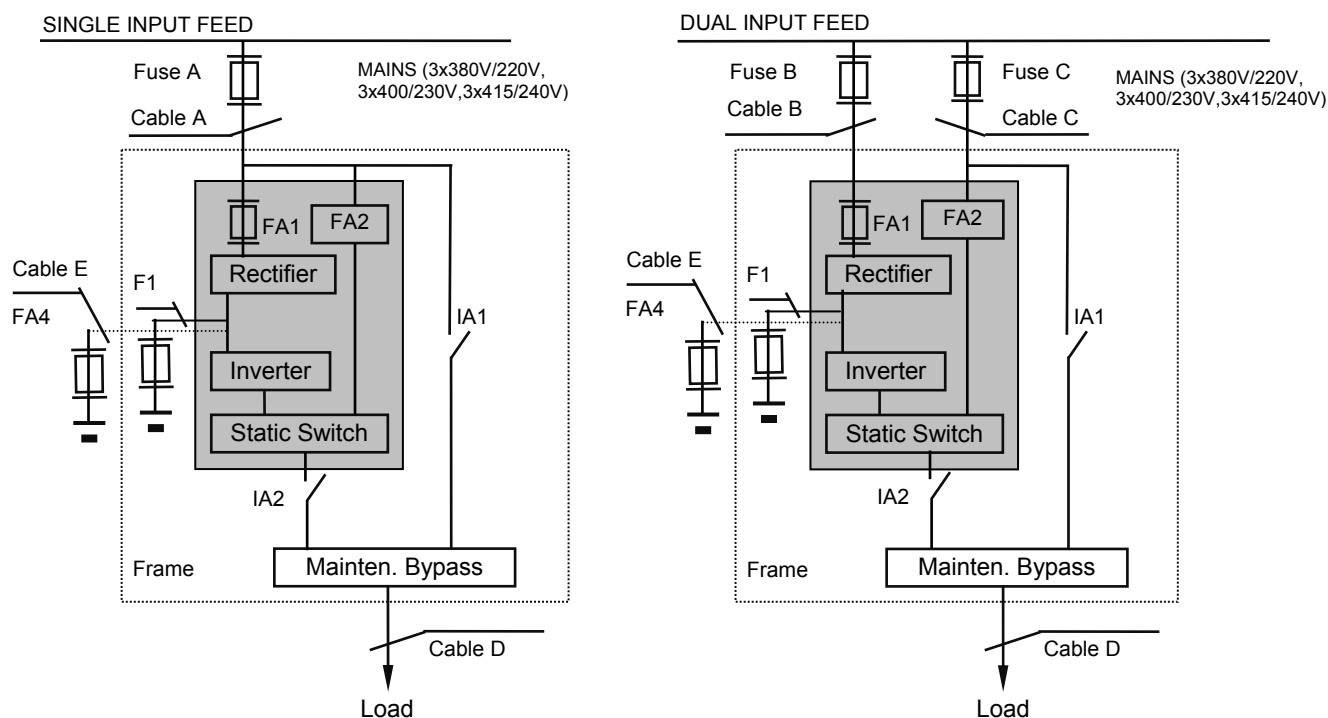 SINGLE INPUT FEED
Fuse A
MAINS (3x380V/220V,
3x400/230V,3x415/240V)
Cable A
FA1
FA2
Cable E
F1
Rectifier
FA4
IA1
Inverter
Static Switch
IA2
Frame
Mainten. Bypass
Cable D
Load
DUAL INPUT FEED
Fuse B
Fuse C
MAINS (3x380V/220V,
3x400/230V,3x415/240V)
Cable B
Cable C
FA1
FA2
Cable E
F1
Rectifier
FA4
IA1
Inverter
Static Switch
IA2
Frame
Mainten. Bypass
Cable D
Load